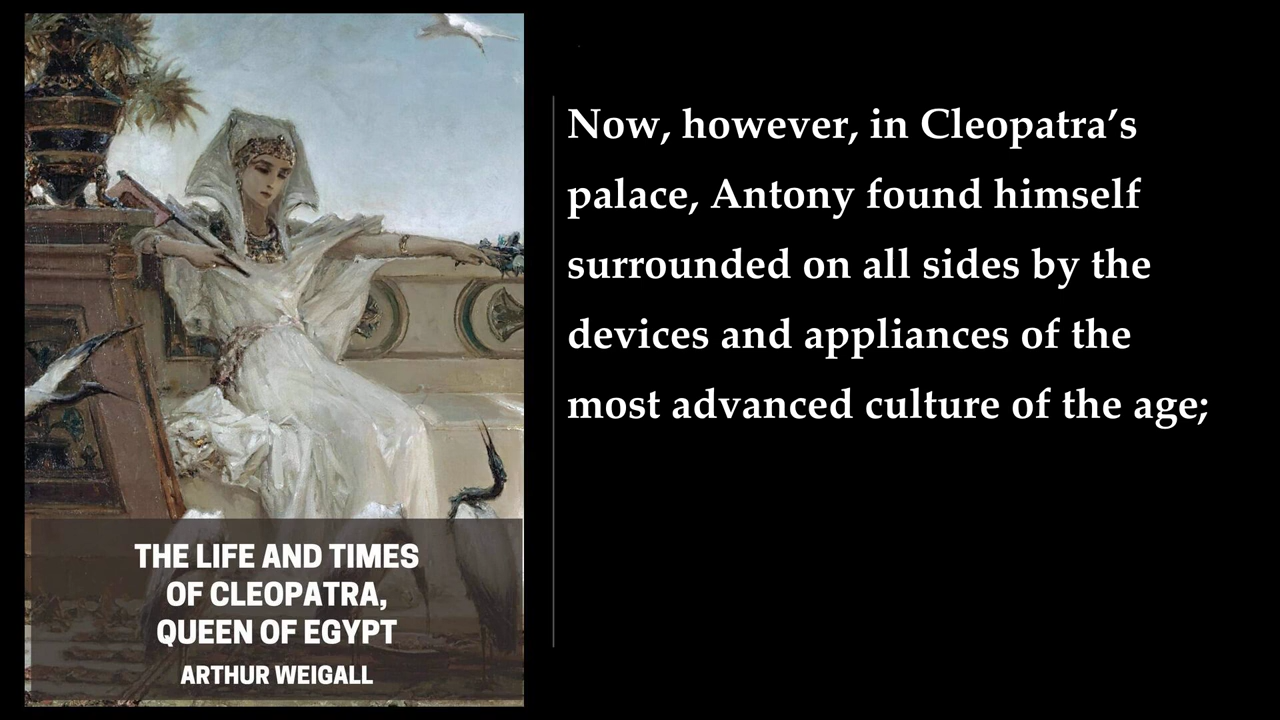 Now, however, in Cleopatra’s
palace, Antony found himself
surrounded on all sides by the
devices and appliances of the
most advanced culture of the age;
THE LIFE AND TIMES
OF CLEOPATRA,
QUEEN OF EGYPT
ARTHUR WEIGALL